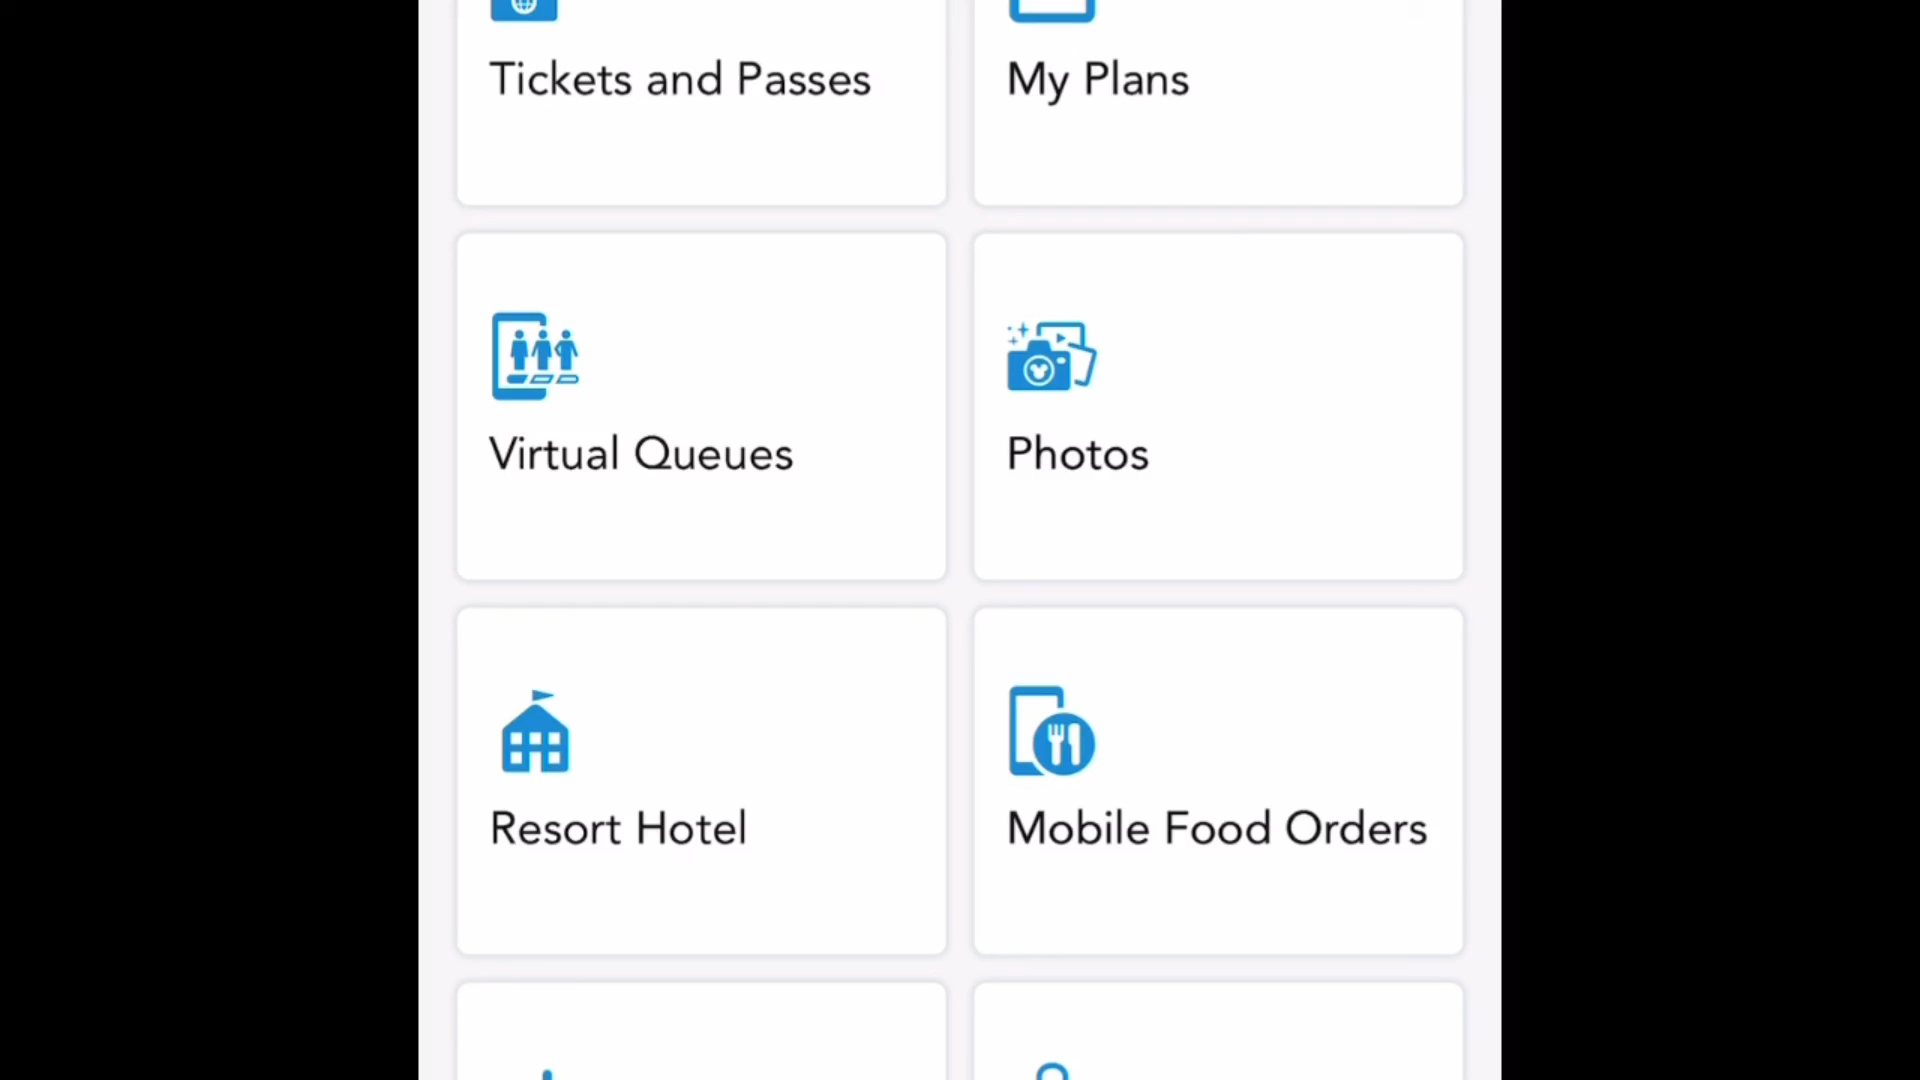 Tickets and Passes
My Plans
Virtual Queues
Photos
Resort Hotel
Mobile Food Orders